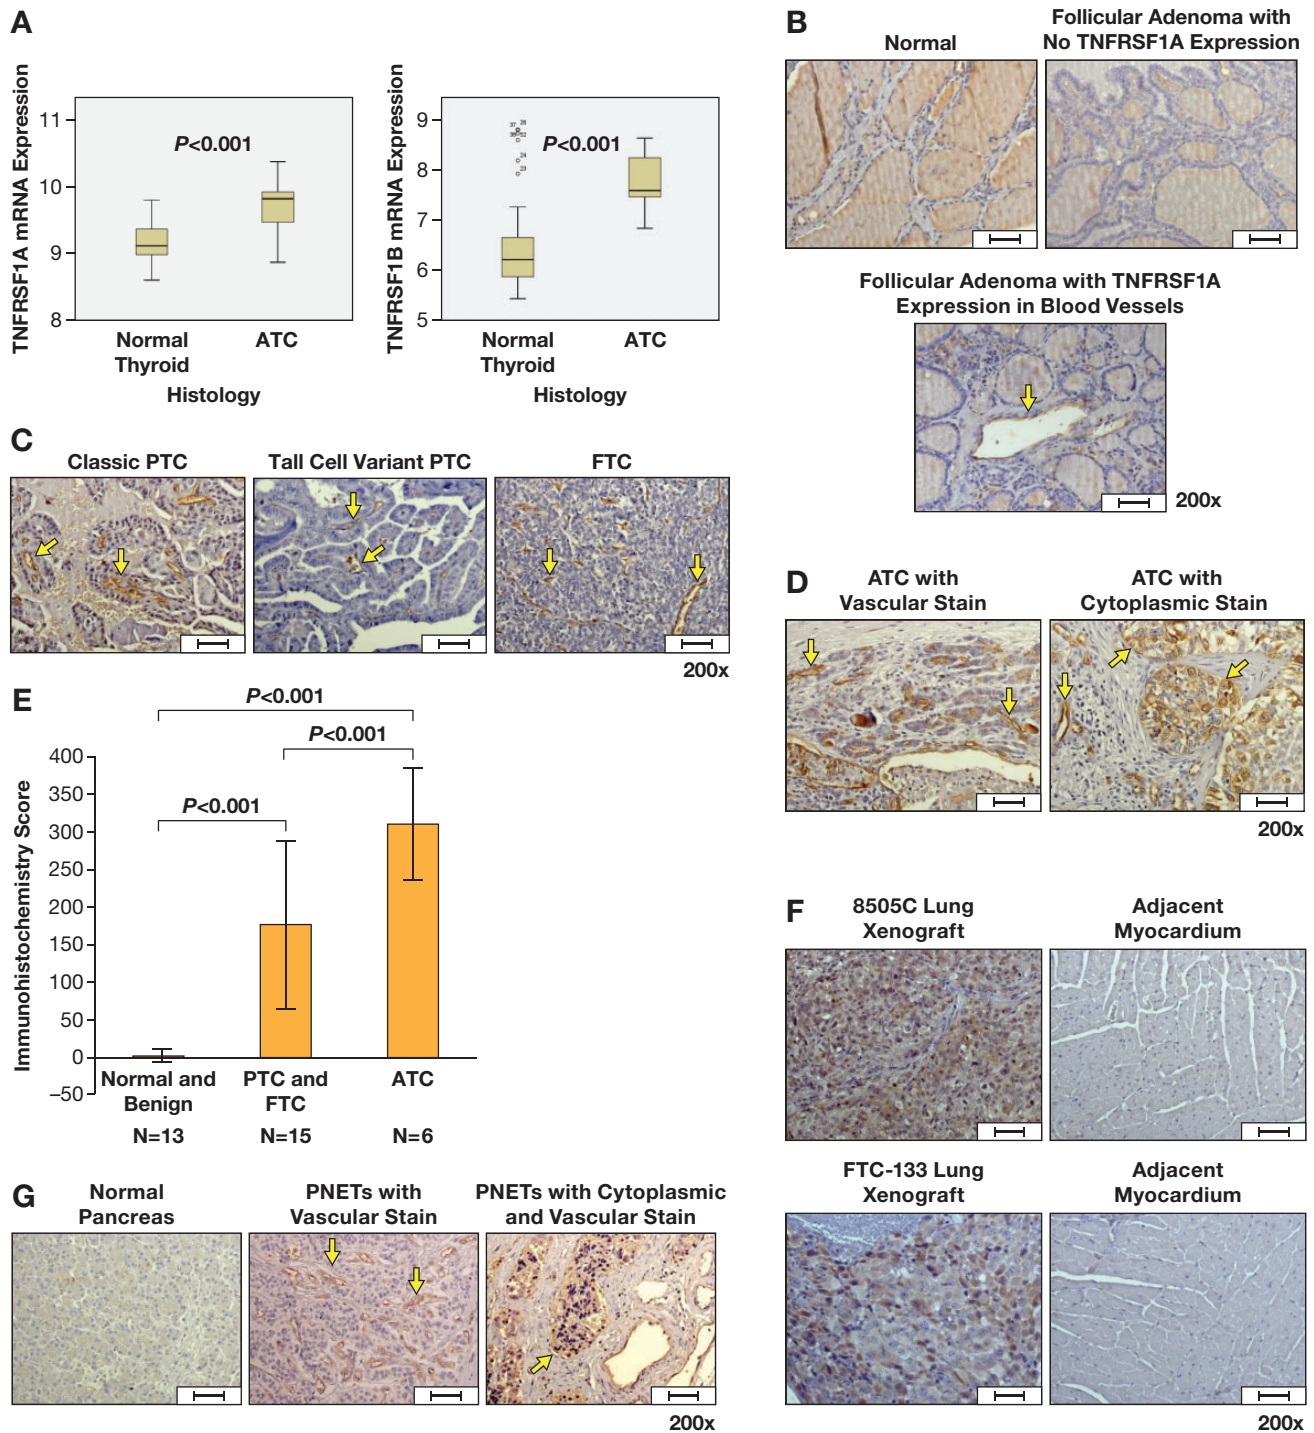 A
TNFRSF1A mRNA Expression
11
10
9
8
P<0.001
Normal
Thyroid
ATC
Histology
TNFRSF1B mRNA Expression
9
8
7
6
5
P<0.001
24
23
Normal
Thyroid
ATC
Histology
B
Normal
Follicular Adenoma with
No TNFRSF1A Expression
Follicular Adenoma with TNFRSF1A
Expression in Blood Vessels
200x
C
Classic PTC
Tall Cell Variant PTC
FTC
200x
D
ATC with
Vascular Stain
ATC with
Cytoplasmic Stain
200x
E
Immunohistochemistry Score
400
350
300
250
200
150
100
50
0
–50
P<0.001
P<0.001
P<0.001
Normal and
Benign
N=13
PTC and
FTC
N=15
ATC
N=6
F
8505C Lung
Xenograft
Adjacent
Myocardium
FTC-133 Lung
Xenograft
Adjacent
Myocardium
200x
G
Normal
Pancreas
PNETs with
Vascular Stain
PNETs with Cytoplasmic
and Vascular Stain
200x